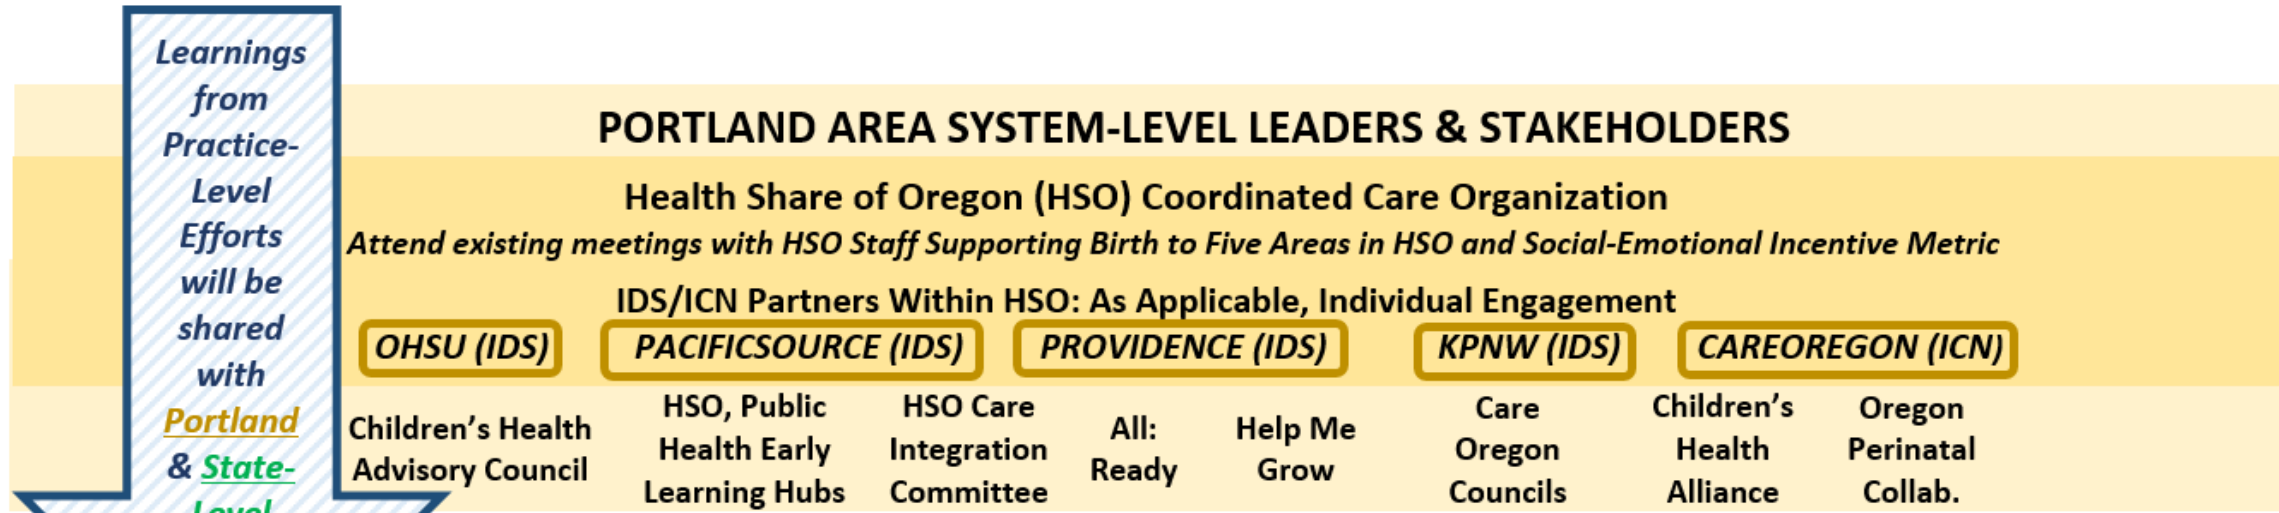 Learnings
from
Practice-
Level
Efforts
will be
shared
with
Portland
& State-
Level
PORTLAND AREA SYSTEM-LEVEL LEADERS & STAKEHOLDERS
Health Share of Oregon (HSO) Coordinated Care Organization
Attend existing meetings with HSO Staff Supporting Birth to Five Areas in HSO and Social-Emotional Incentive Metric
IDS/ICN Partners Within HSO: As Applicable, Individual Engagement
OHSU (IDS)
PACIFICSOURCE (IDS)
PROVIDENCE (IDS)
KPNW (IDS)
CAREOREGON (ICN)
Children's Health
Advisory Council
HSO, Public
Health Early
Learning Hubs
HSO Care
Integration
Committee
All:
Ready
Help Me
Grow
Care
Oregon
Councils
Children's
Health
Alliance
Oregon
Perinatal
Collab.